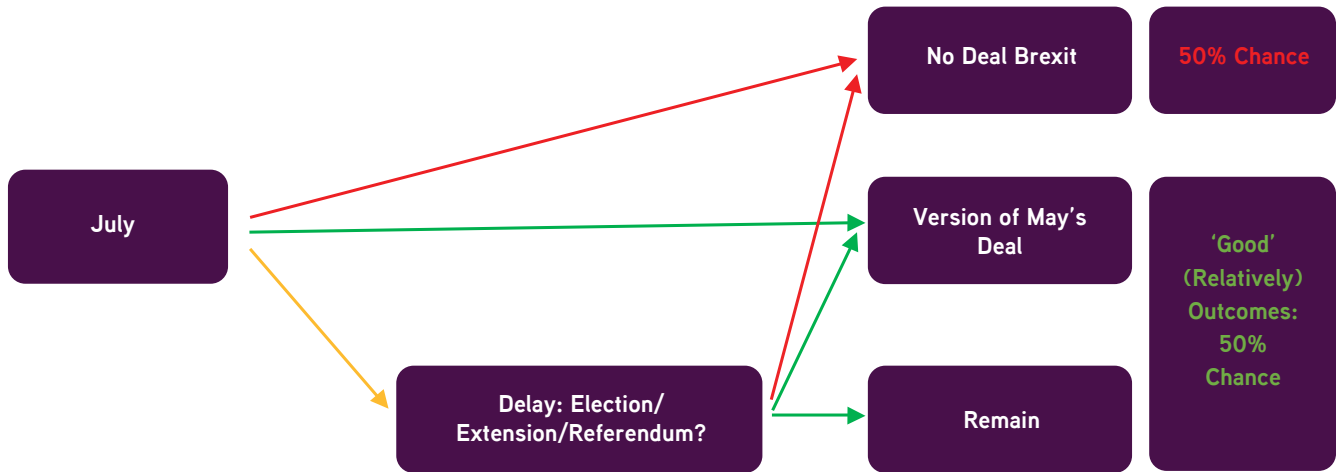 No Deal Brexit
50% Chance
July
Version of May’s
Deal
‘Good’
(Relatively)
Outcomes:
50%
Chance
Delay: Election/
Extension/Referendum?
Remain